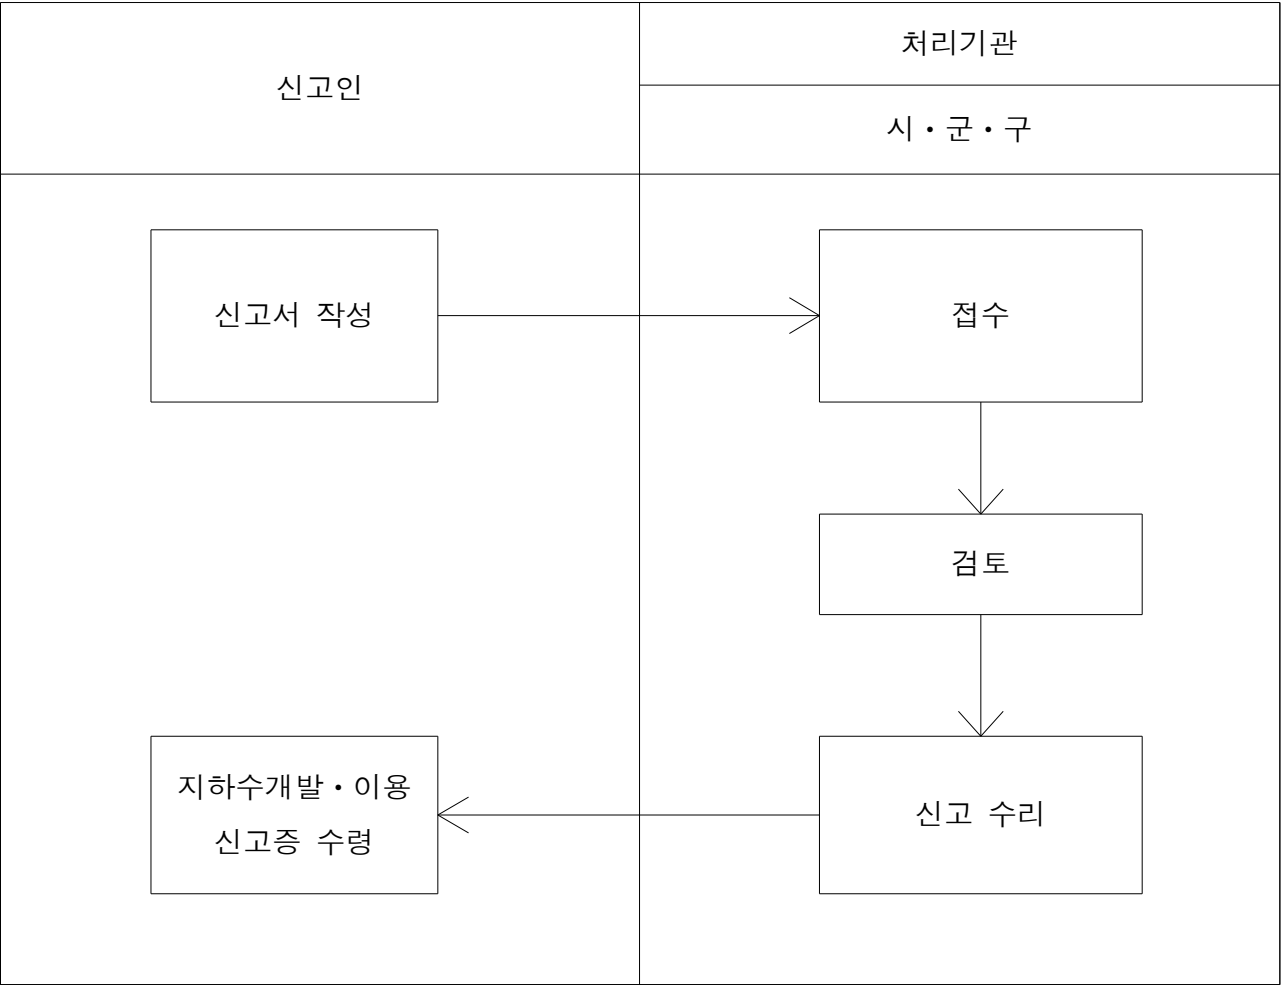 신고인
처리기관
시・군・구
신고서 작성
접수
검토
신고 수리
지하수개발・이용
신고증 수령